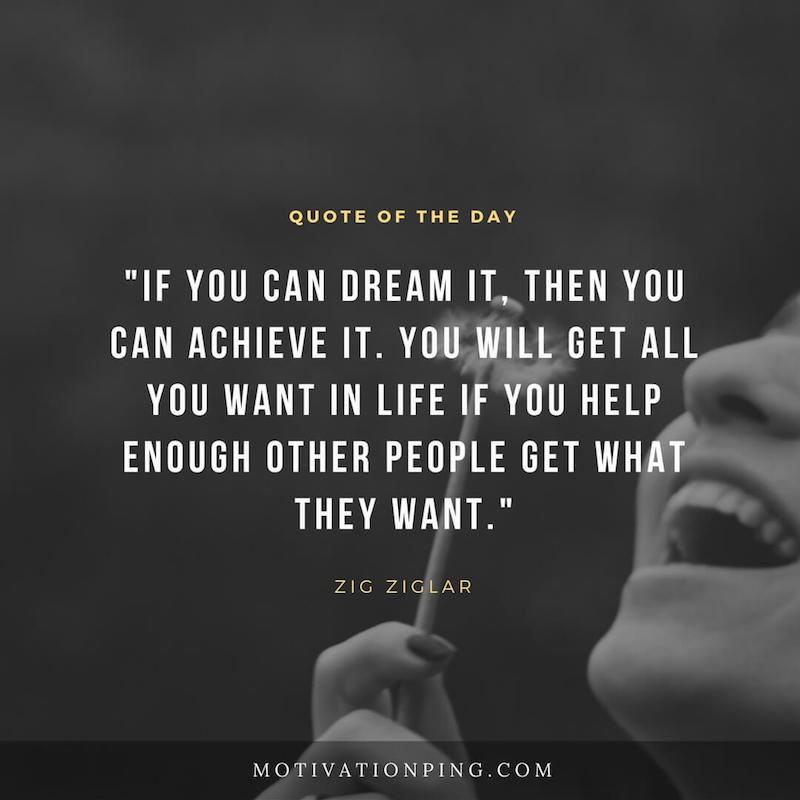 QUOTE OF THE DAY
"IF YOU CAN DREAM IT, THEN YOU
CAN ACHIEVE IT. YOU WILL GET ALL
YOU WANT IN LIFE IF YOU HELP
ENOUGH OTHER PEOPLE GET WHAT
THEY WANT."
ZIG ZIGLAR
MOTIVATIONPING.COM